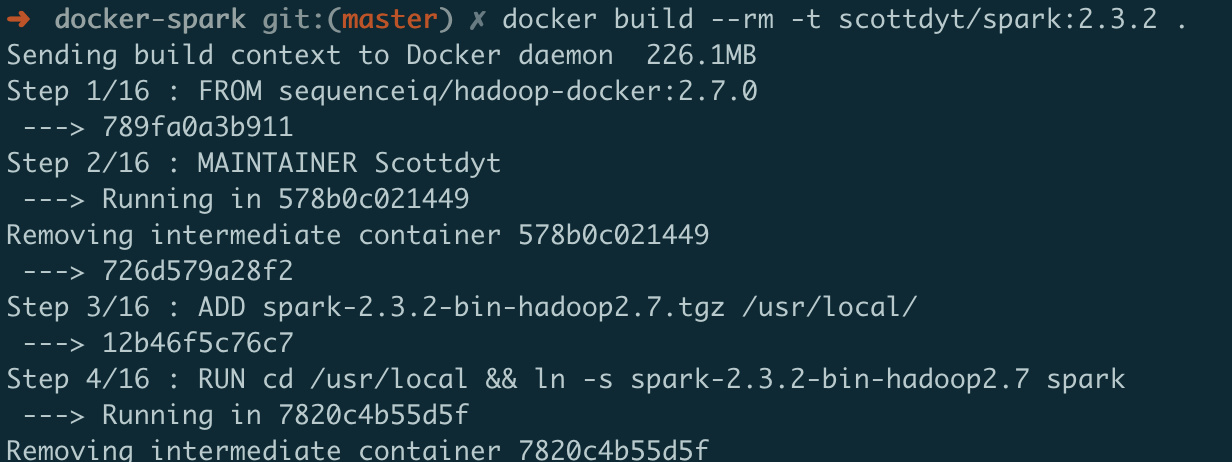 ➜ docker-spark git:(master) ✗ docker build --rm -t scottdyt/spark:2.3.2 .
Sending build context to Docker daemon  226.1MB
Step 1/16 : FROM sequenceiq/hadoop-docker:2.7.0
 ---> 789fa0a3b911
Step 2/16 : MAINTAINER Scottdyt
 ---> Running in 578b0c021449
Removing intermediate container 578b0c021449
 ---> 726d579a28f2
Step 3/16 : ADD spark-2.3.2-bin-hadoop2.7.tgz /usr/local/
 ---> 12b46f5c76c7
Step 4/16 : RUN cd /usr/local && ln -s spark-2.3.2-bin-hadoop2.7 spark
 ---> Running in 7820c4b55d5f
Removing intermediate container 7820c4b55d5f